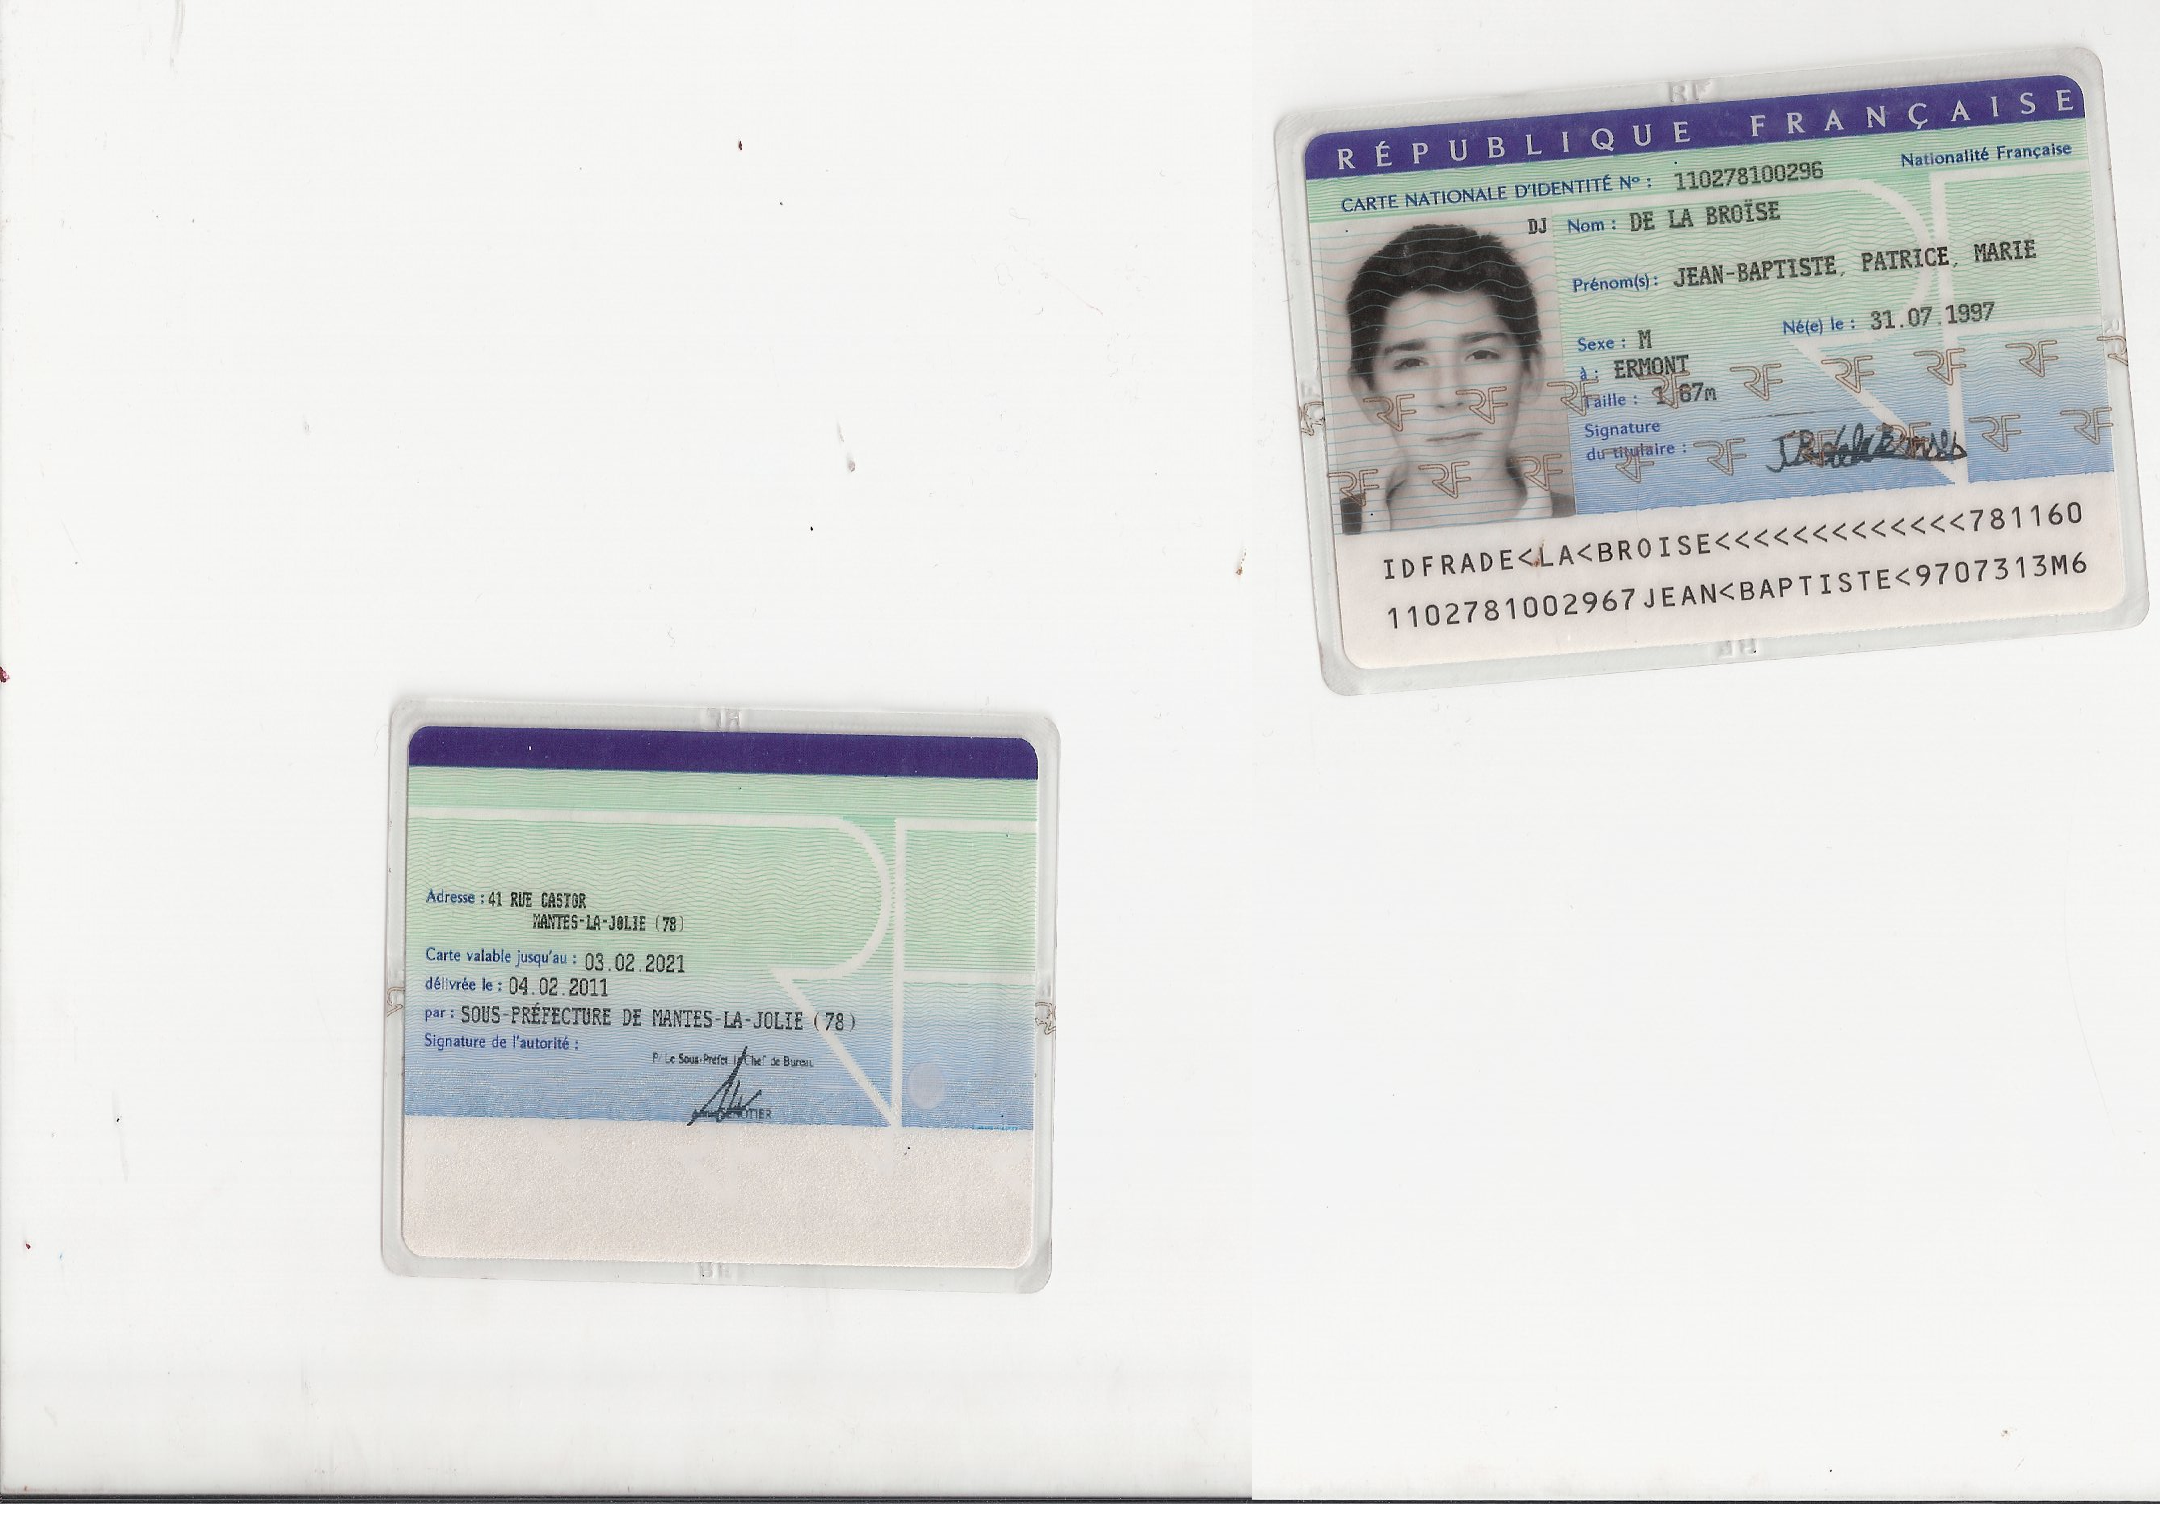 RÉPUBLIQUE FRANÇAISE
CARTE NATIONALE D'IDENTITÉ Nº : 110278100296 Nationalité Française
DJ Nom : DE LA BROÏSE
Prénom(s) : JEAN-BAPTISTE, PATRICE, MARIE
Sexe : M Né(e) le : 31.07.1997
à : ERMONT
Taille : 1,67m
Signature
du titulaire :
IDFRADE<LA<BROISE<<<<<<<<<<<<<781160
1102781002967JEAN<BAPTISTE<9707313M6
Adresse : 41 RUE CASTOR
MANTES-LA-JOLIE (78)
Carte valable jusqu'au : 03.02.2021
délivrée le : 04.02.2011
par : SOUS-PRÉFECTURE DE MANTES-LA-JOLIE (78)
Signature de l'autorité :
P/Le Sous-Préfet le Chef de Bureau